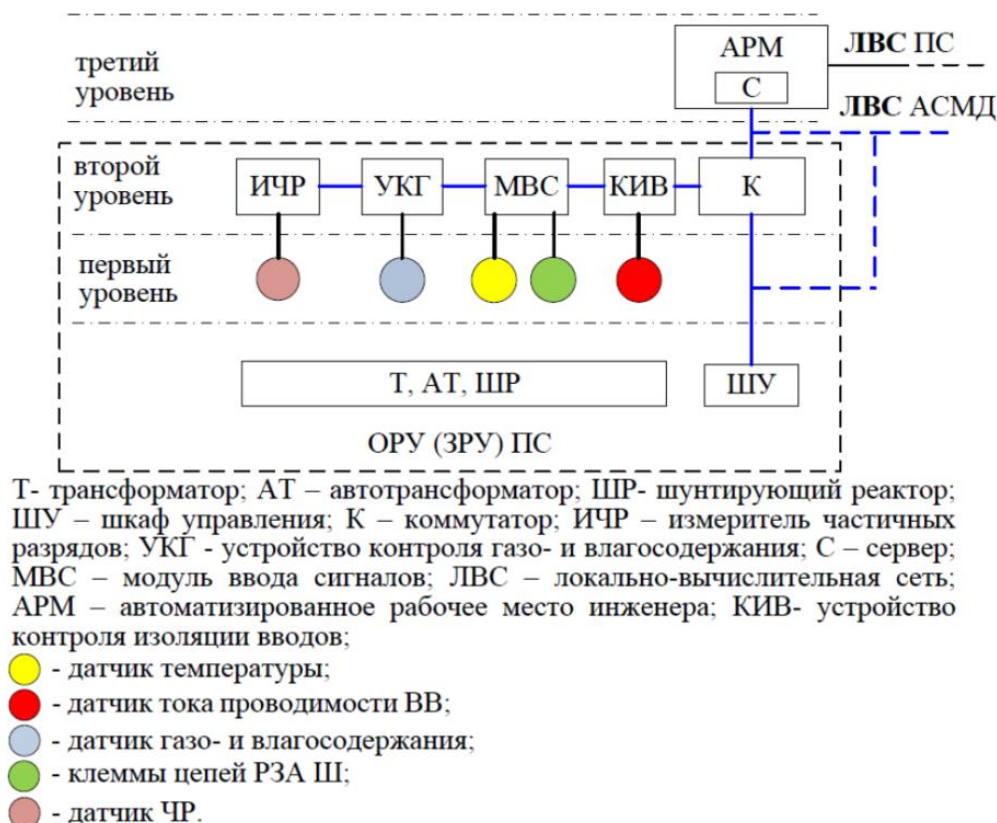 третий
уровень
АРМ
С
ЛВС ПС
ЛВС АСМД
второй
уровень
ИЧР
УКГ
МВС
КИВ
К
первый
уровень
Т, АТ, ШР
ШУ
ОРУ (ЗРУ) ПС
Т- трансформатор; АТ – автотрансформатор; ШР- шунтирующий реактор;
ШУ – шкаф управления; К – коммутатор; ИЧР – измеритель частичных
разрядов; УКГ - устройство контроля газо- и влагосодержания; С – сервер;
МВС – модуль ввода сигналов; ЛВС – локально-вычислительная сеть;
АРМ – автоматизированное рабочее место инженера; КИВ- устройство
контроля изоляции вводов;
- датчик температуры;
- датчик тока проводимости ВВ;
- датчик газо- и влагосодержания;
- клеммы цепей РЗА Ш;
- датчик ЧР.